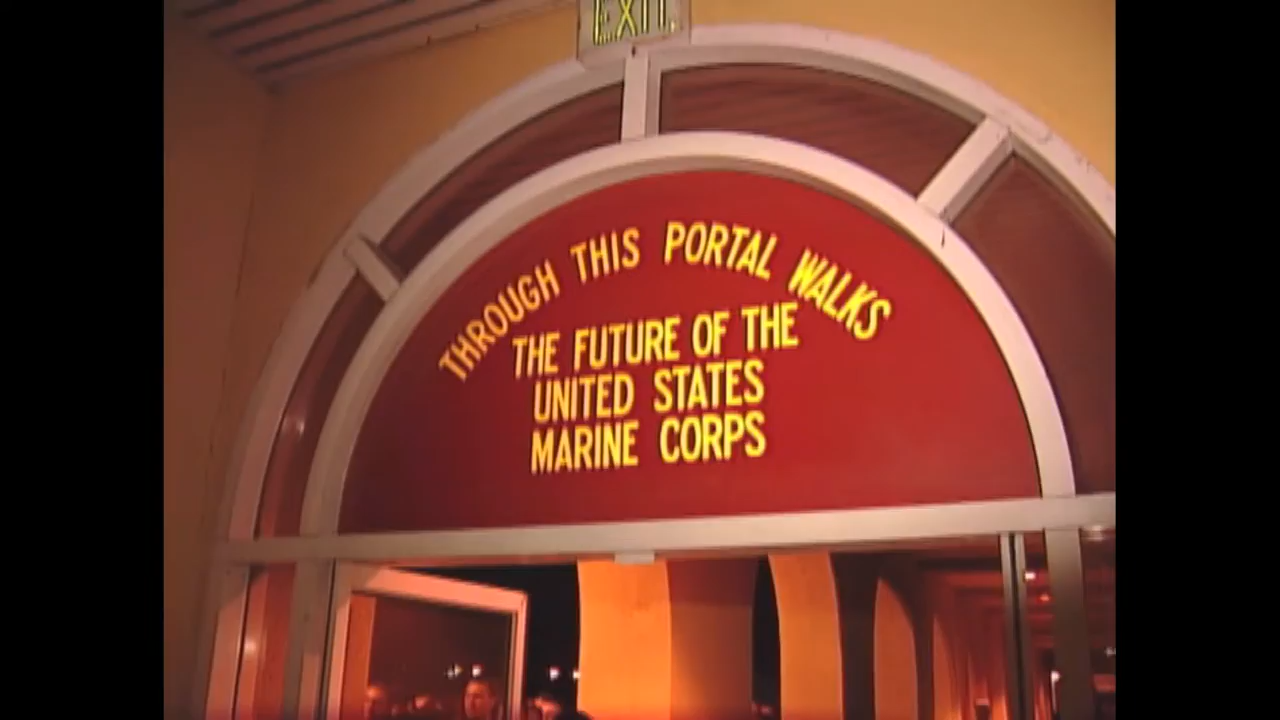 EXIT
THROUGH THIS PORTAL WALKS
THE FUTURE OF THE
UNITED STATES
MARINE CORPS